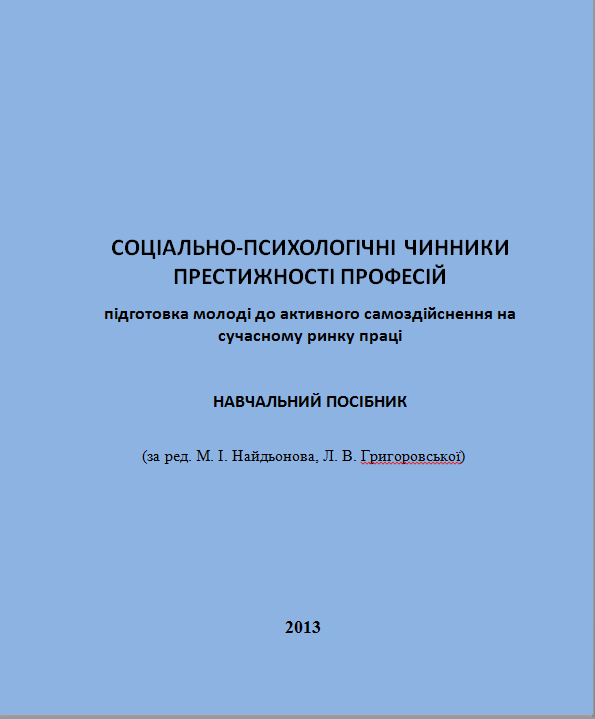 СОЦІАЛЬНО-ПСИХОЛОГІЧНІ ЧИННИКИ
ПРЕСТИЖНОСТІ ПРОФЕСІЙ
підготовка молоді до активного самоздійснення на
сучасному ринку праці
НАВЧАЛЬНИЙ ПОСІБНИК
(за ред. М. І. Найдьонова, Л. В. Григоровської)
2013